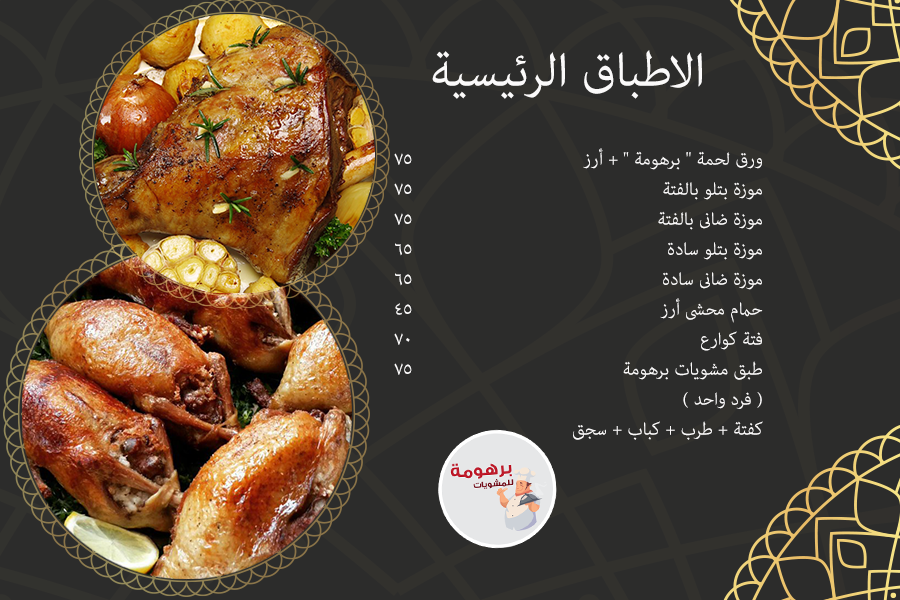 الاطباق الرئيسية
ورق لحمة " برهومة " + أرز ٧٥
موزة بتلو بالفتة ٧٥
موزة ضانى بالفتة ٧٥
موزة بتلو سادة ٦٥
موزة ضانى سادة ٦٥
حمام محشى أرز ٤٥
فتة كوارع ٧٠
طبق مشويات برهومة ٧٥
( فرد واحد )
كفتة + طرب + كباب + سجق
برهومة
للمشويات